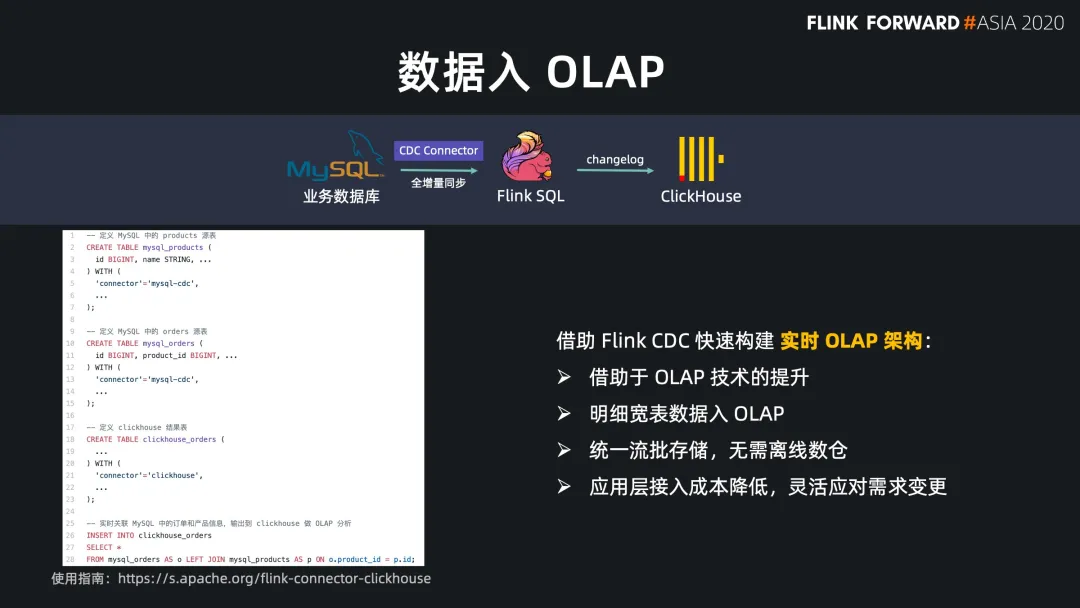 FLINK FORWARD #ASIA 2020
数据入 OLAP
MySQL
CDC Connector
全增量同步
业务数据库
Flink SQL
changelog
ClickHouse
1 -- 定义 MySQL 中的 products 源表
2 CREATE TABLE mysql_products (
3 id BIGINT, name STRING, ...
4 ) WITH (
5 'connector'='mysql-cdc',
6 ...
7 );
8
9 -- 定义 MySQL 中的 orders 源表
10 CREATE TABLE mysql_orders (
11 id BIGINT, product_id BIGINT, ...
12 ) WITH (
13 'connector'='mysql-cdc',
14 ...
15 );
16
17 -- 定义 clickhouse 结果表
18 CREATE TABLE clickhouse_orders (
19 ...
20 ) WITH (
21 'connector'='clickhouse',
22 ...
23 );
24
25 -- 实时关联 MySQL 中的订单和产品信息，输出到 clickhouse 做 OLAP 分析
26 INSERT INTO clickhouse_orders
27 SELECT *
28 FROM mysql_orders AS o LEFT JOIN mysql_products AS p ON o.product_id = p.id;
使用指南：https://s.apache.org/flink-connector-clickhouse
借助 Flink CDC 快速构建 实时 OLAP 架构：
➢ 借助于 OLAP 技术的提升
➢ 明细宽表数据入 OLAP
➢ 统一流批存储，无需离线数仓
➢ 应用层接入成本降低，灵活应对需求变更